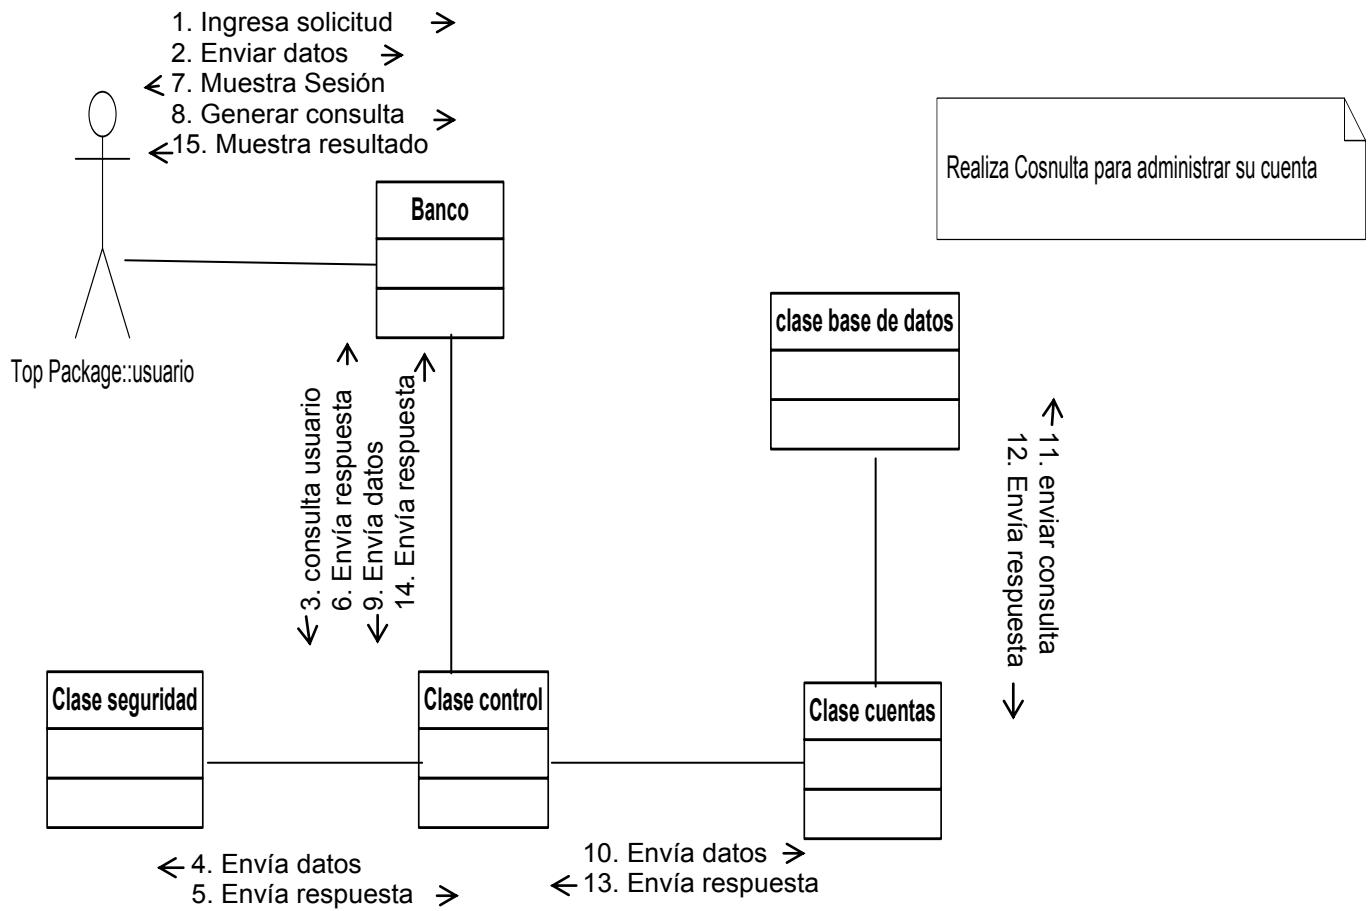 1. Ingresa solicitud
2. Enviar datos
7. Muestra Sesión
8. Generar consulta
15. Muestra resultado
Realiza Cosnulta para administrar su cuenta
Banco
clase base de datos
Top Package::usuario
3. consulta usuario
6. Envía respuesta
9. Envía datos
14. Envía respuesta
11. enviar consulta
12. Envía respuesta
Clase seguridad
Clase control
Clase cuentas
4. Envía datos
5. Envía respuesta
10. Envía datos
13. Envía respuesta